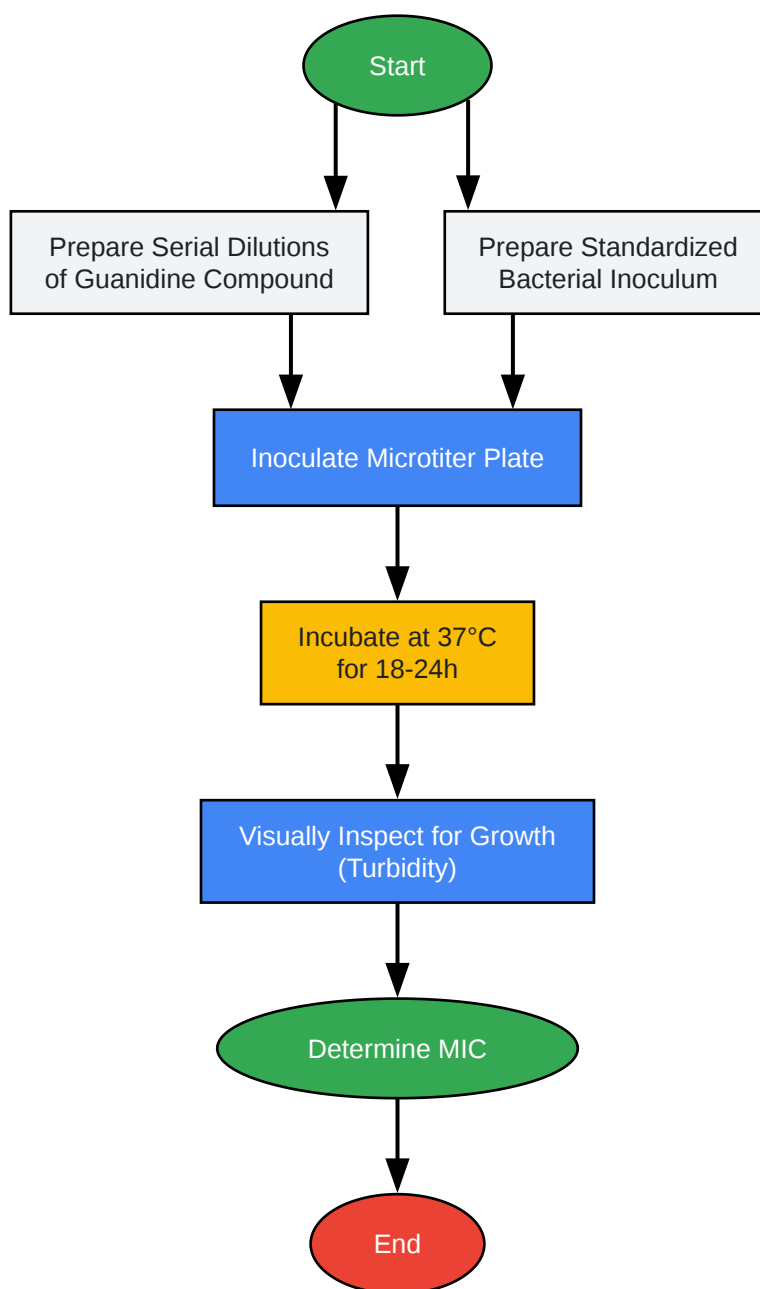 Start
Prepare Serial Dilutions
of Guanidine Compound
Prepare Standardized
Bacterial Inoculum
Inoculate Microtiter Plate
Incubate at 37°C
for 18-24h
Visually Inspect for Growth
(Turbidity)
Determine MIC
End